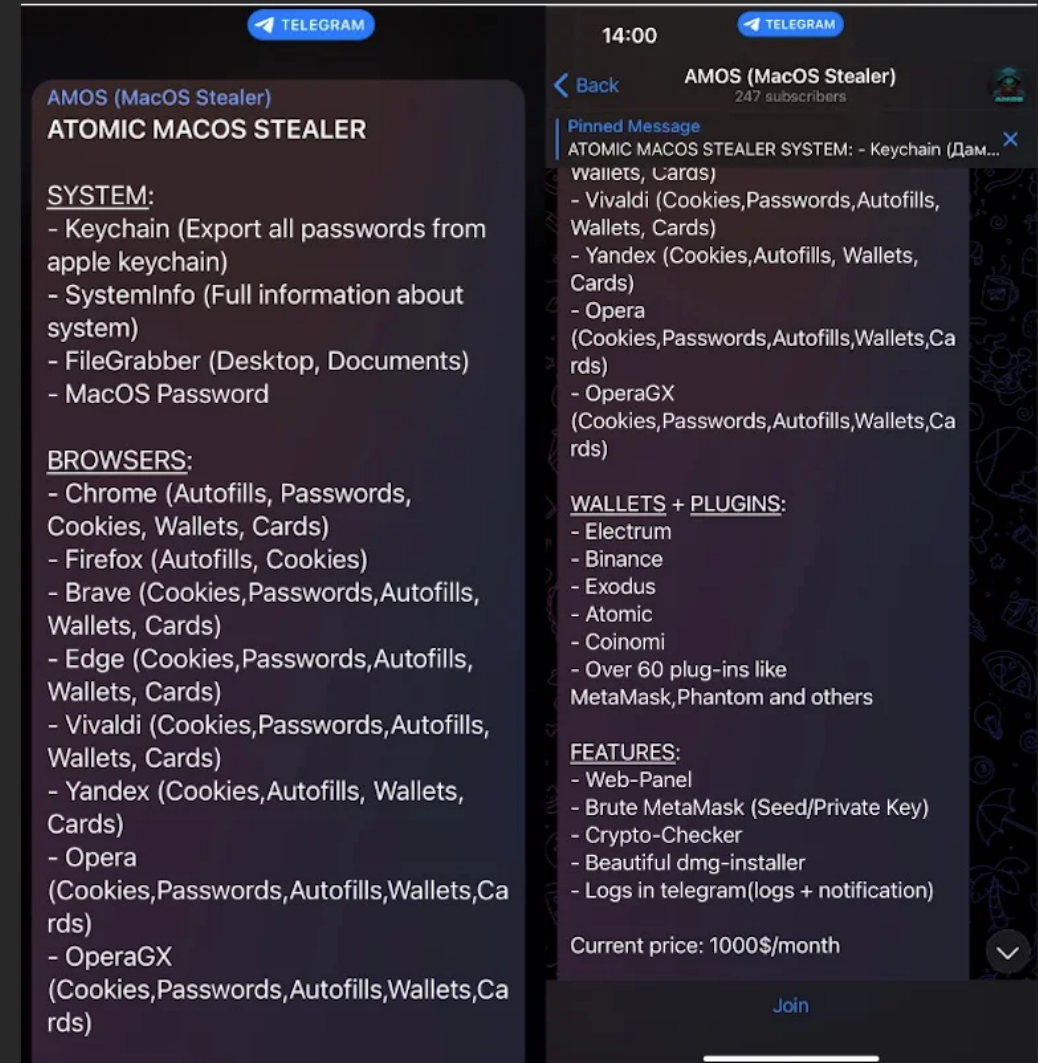 TELEGRAM
AMOS (MacOS Stealer)
ATOMIC MACOS STEALER
SYSTEM:
- Keychain (Export all passwords from
apple keychain)
- SystemInfo (Full information about
system)
- FileGrabber (Desktop, Documents)
- MacOS Password
BROWSERS:
- Chrome (Autofills, Passwords,
Cookies, Wallets, Cards)
- Firefox (Autofills, Cookies)
- Brave (Cookies,Passwords,Autofills,
Wallets, Cards)
- Edge (Cookies,Passwords,Autofills,
Wallets, Cards)
- Vivaldi (Cookies,Passwords,Autofills,
Wallets, Cards)
- Yandex (Cookies,Autofills, Wallets,
Cards)
- Opera
(Cookies,Passwords,Autofills,Wallets,Ca
rds)
- OperaGX
(Cookies,Passwords,Autofills,Wallets,Ca
rds)
14:00
TELEGRAM
Back
AMOS (MacOS Stealer)
247 subscribers
AMOS
Pinned Message
ATOMIC MACOS STEALER SYSTEM: - Keychain (Дам...
Wallets, Cards)
- Vivaldi (Cookies,Passwords,Autofills,
Wallets, Cards)
- Yandex (Cookies,Autofills, Wallets,
Cards)
- Opera
(Cookies,Passwords,Autofills,Wallets,Ca
rds)
- OperaGX
(Cookies,Passwords,Autofills,Wallets,Ca
rds)
WALLETS + PLUGINS:
- Electrum
- Binance
- Exodus
- Atomic
- Coinomi
- Over 60 plug-ins like
MetaMask,Phantom and others
FEATURES:
- Web-Panel
- Brute MetaMask (Seed/Private Key)
- Crypto-Checker
- Beautiful dmg-installer
- Logs in telegram(logs + notification)
Current price: 1000$/month
Join